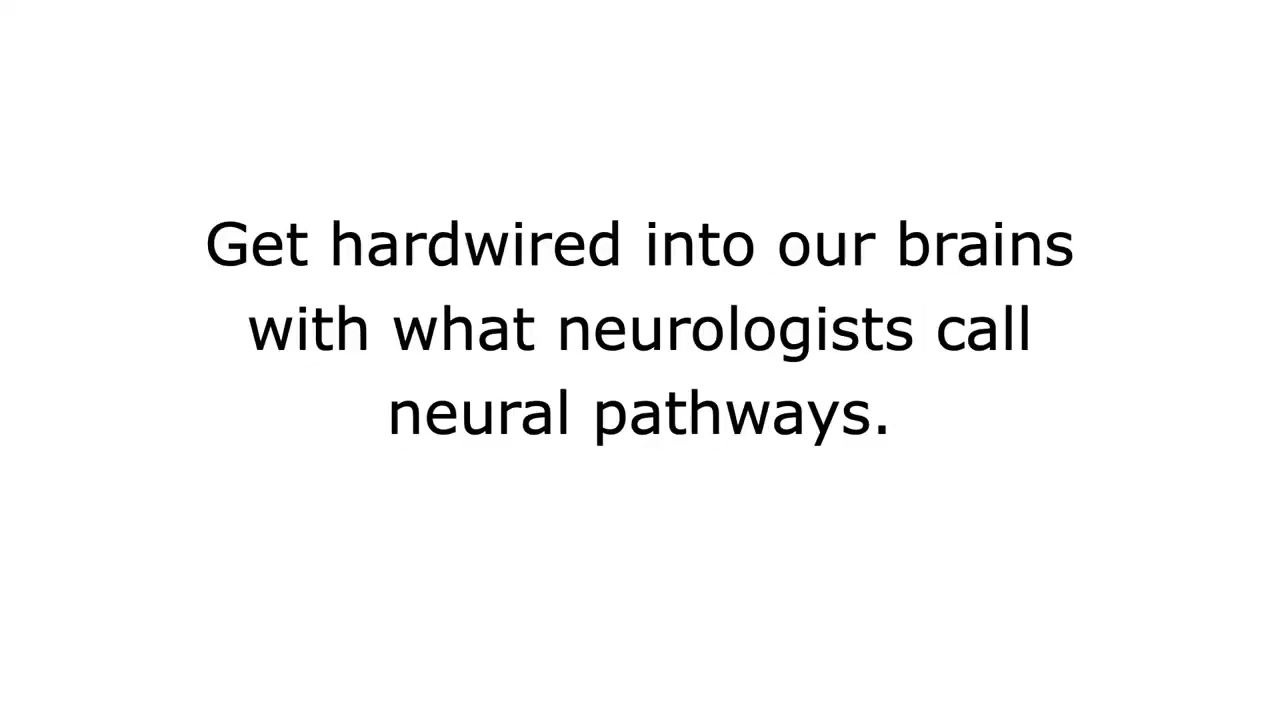 Get hardwired into our brains
with what neurologists call
neural pathways.